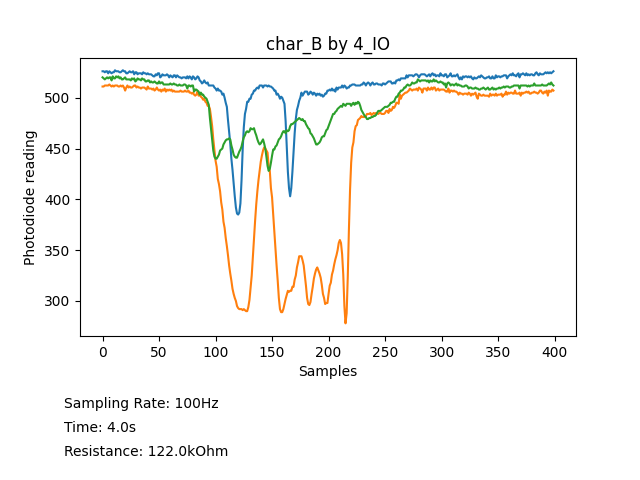 char_B by 4_IO
Photodiode reading
500
450
400
350
300
0 50 100 150 200 250 300 350 400
Samples
Sampling Rate: 100Hz
Time: 4.0s
Resistance: 122.0kOhm